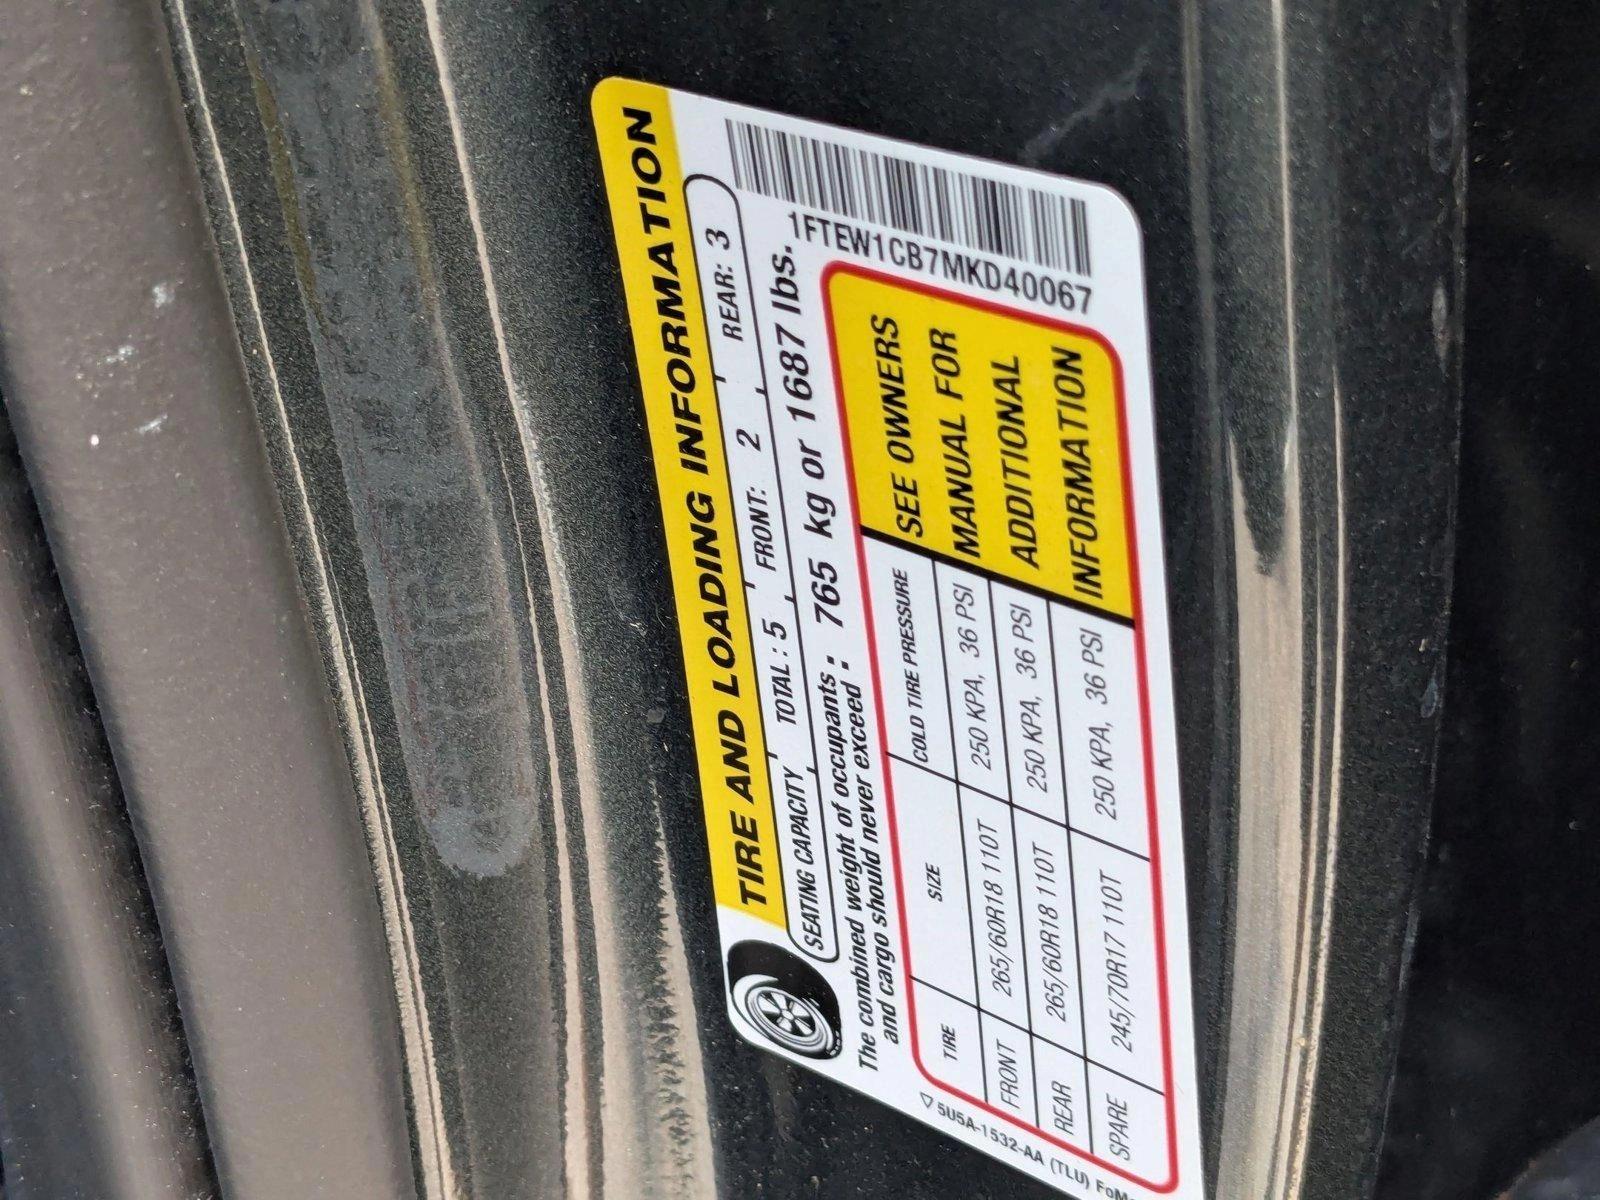 TIRE AND LOADING INFORMATION
SEATING CAPACITY TOTAL : 5 FRONT: 2 REAR: 3
The combined weight of occupants and cargo should never exceed : 765 kg or 1687 lbs.
TIRE SIZE COLD TIRE PRESSURE
FRONT 265/60R18 110T 250 KPA, 36 PSI
REAR 265/60R18 110T 250 KPA, 36 PSI
SPARE 245/70R17 110T 250 KPA, 36 PSI
SEE OWNERS
MANUAL FOR
ADDITIONAL
INFORMATION
1FTEW1CB7MKD40067
5U5A-1532-AA (TLU)